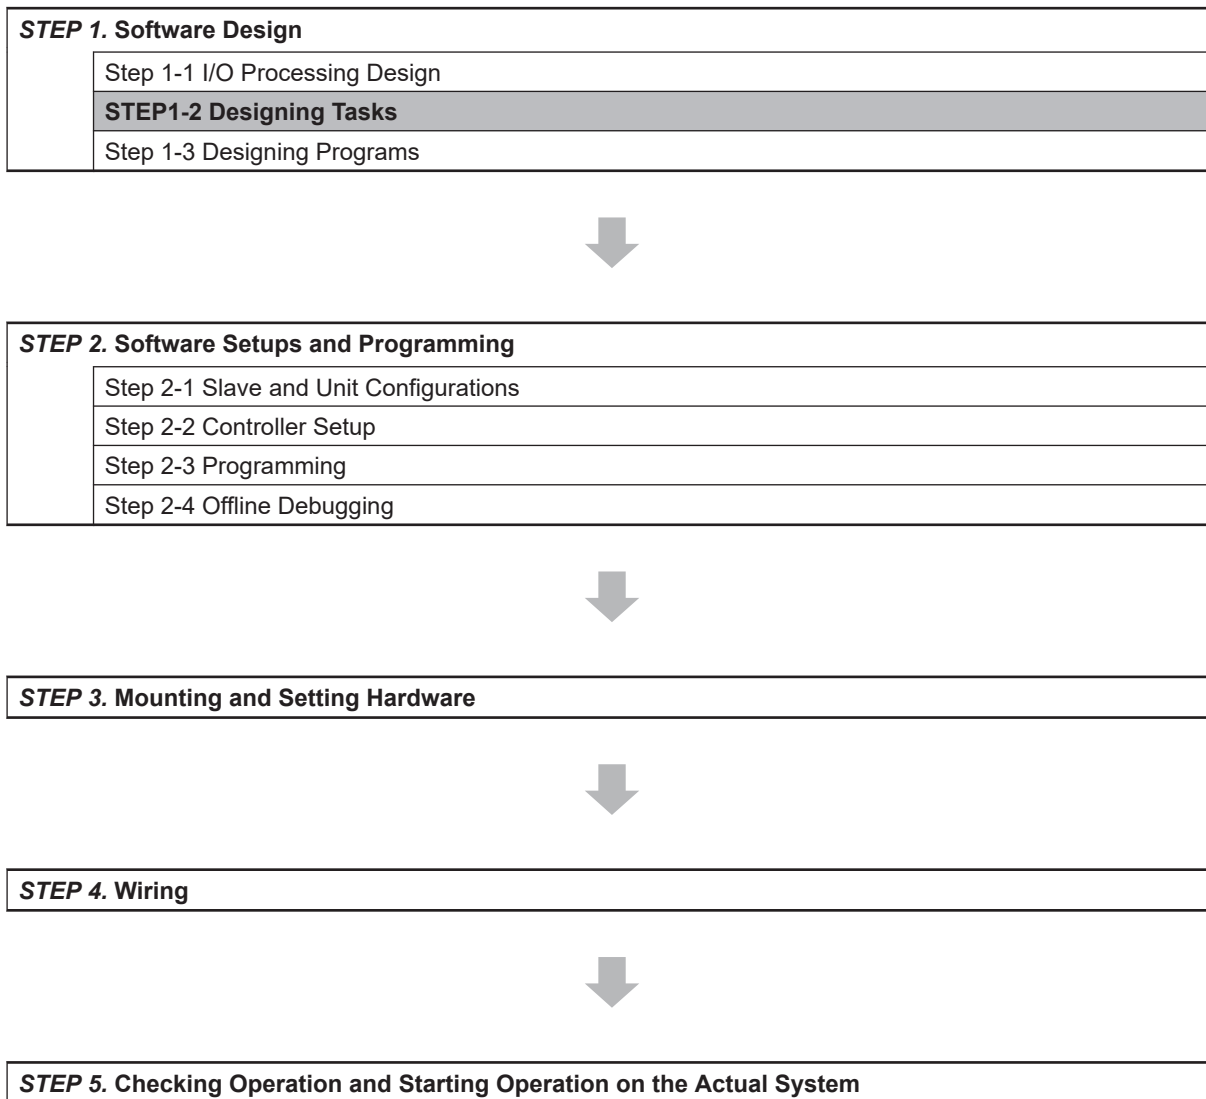 STEP 1. Software Design
Step 1-1 I/O Processing Design
STEP1-2 Designing Tasks
Step 1-3 Designing Programs
STEP 2. Software Setups and Programming
Step 2-1 Slave and Unit Configurations
Step 2-2 Controller Setup
Step 2-3 Programming
Step 2-4 Offline Debugging
STEP 3. Mounting and Setting Hardware
STEP 4. Wiring
STEP 5. Checking Operation and Starting Operation on the Actual System